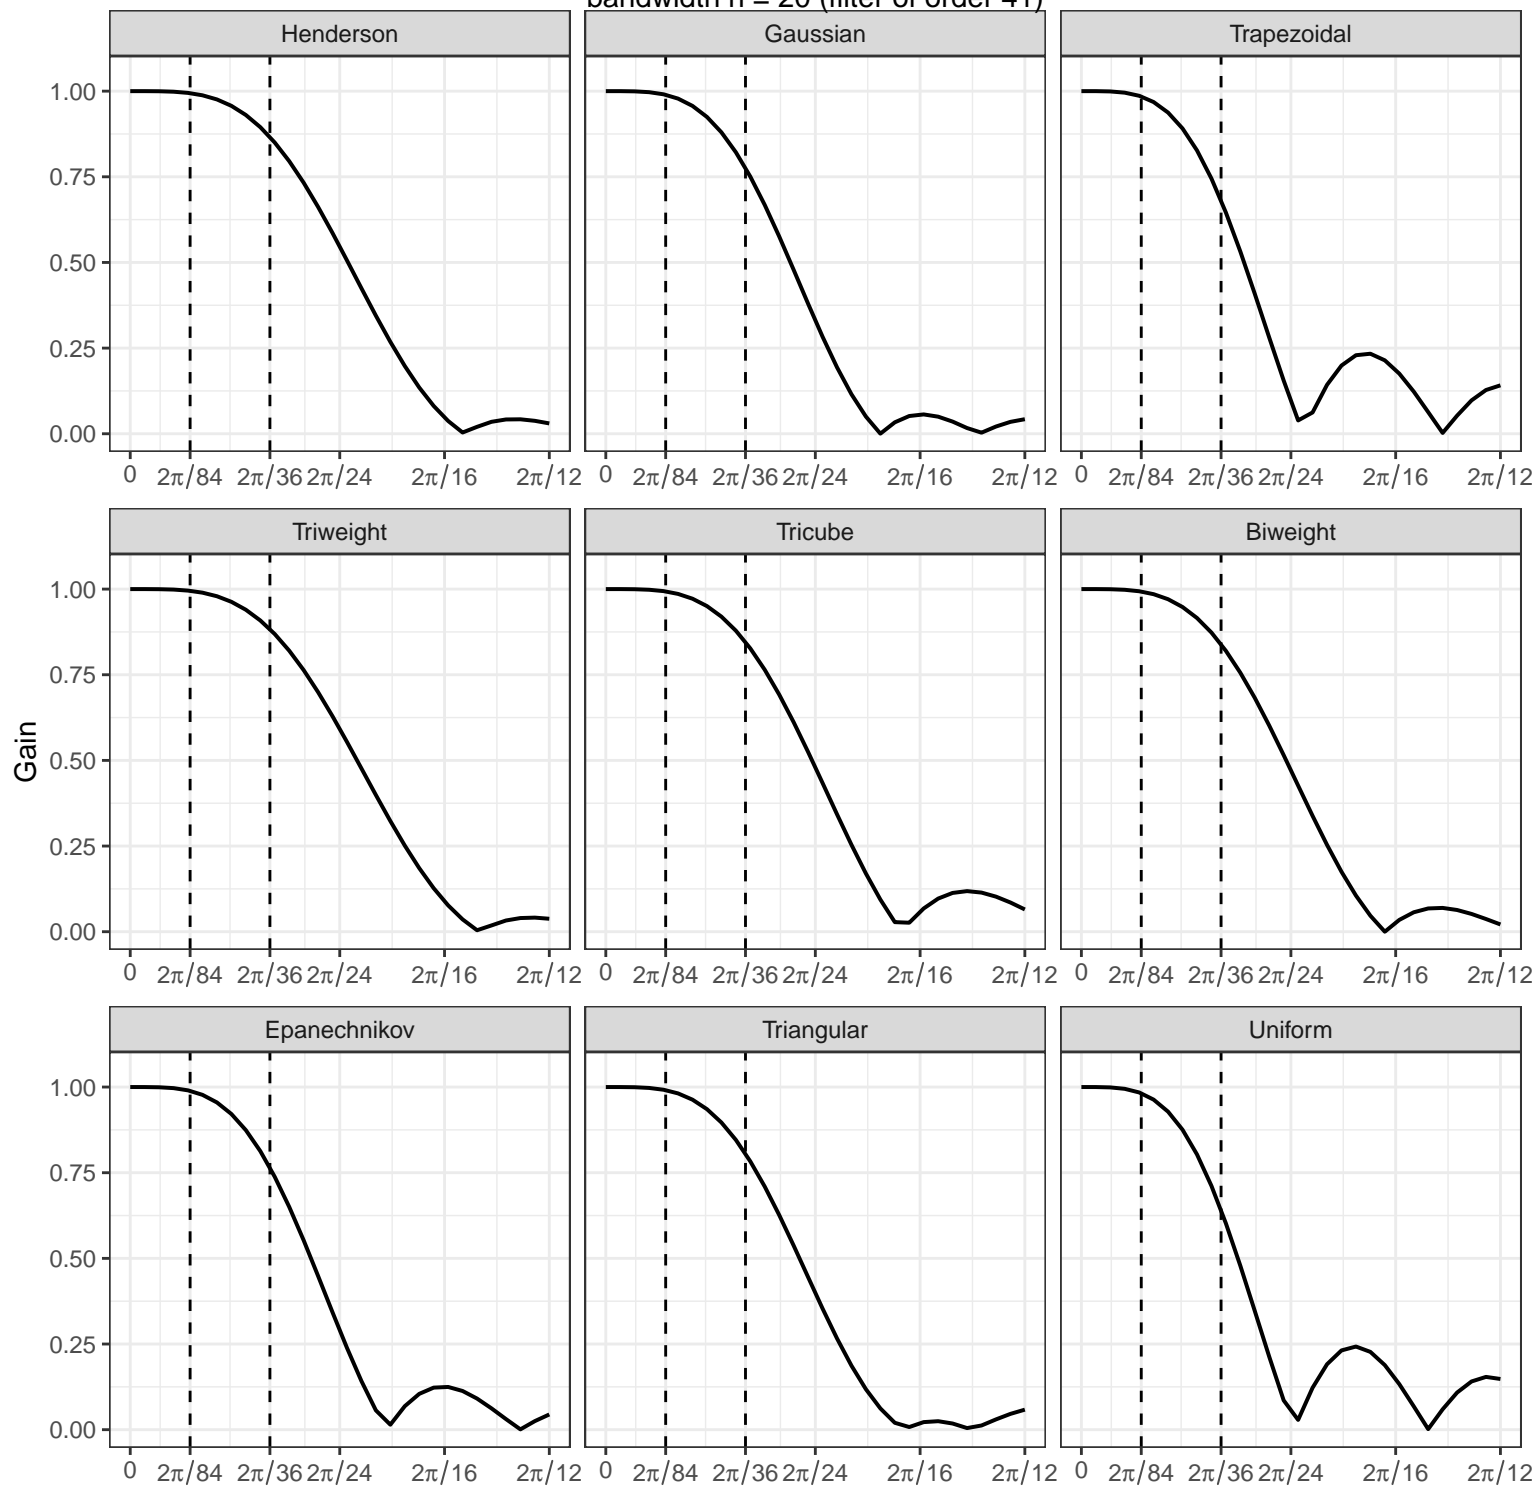 bandwidth h = 20 (filter of order 41)
Henderson Gaussian Trapezoidal
1.00
0.75
0.50
0.25
0.00
0 2π/84 2π/36 2π/24 2π/16 2π/12 0 2π/84 2π/36 2π/24 2π/16 2π/12 0 2π/84 2π/36 2π/24 2π/16 2π/12
Triweight Tricube Biweight
1.00
0.75
Gain
0.50
0.25
0.00
0 2π/84 2π/36 2π/24 2π/16 2π/12 0 2π/84 2π/36 2π/24 2π/16 2π/12 0 2π/84 2π/36 2π/24 2π/16 2π/12
Epanechnikov Triangular Uniform
1.00
0.75
0.50
0.25
0.00
0 2π/84 2π/36 2π/24 2π/16 2π/12 0 2π/84 2π/36 2π/24 2π/16 2π/12 0 2π/84 2π/36 2π/24 2π/16 2π/12